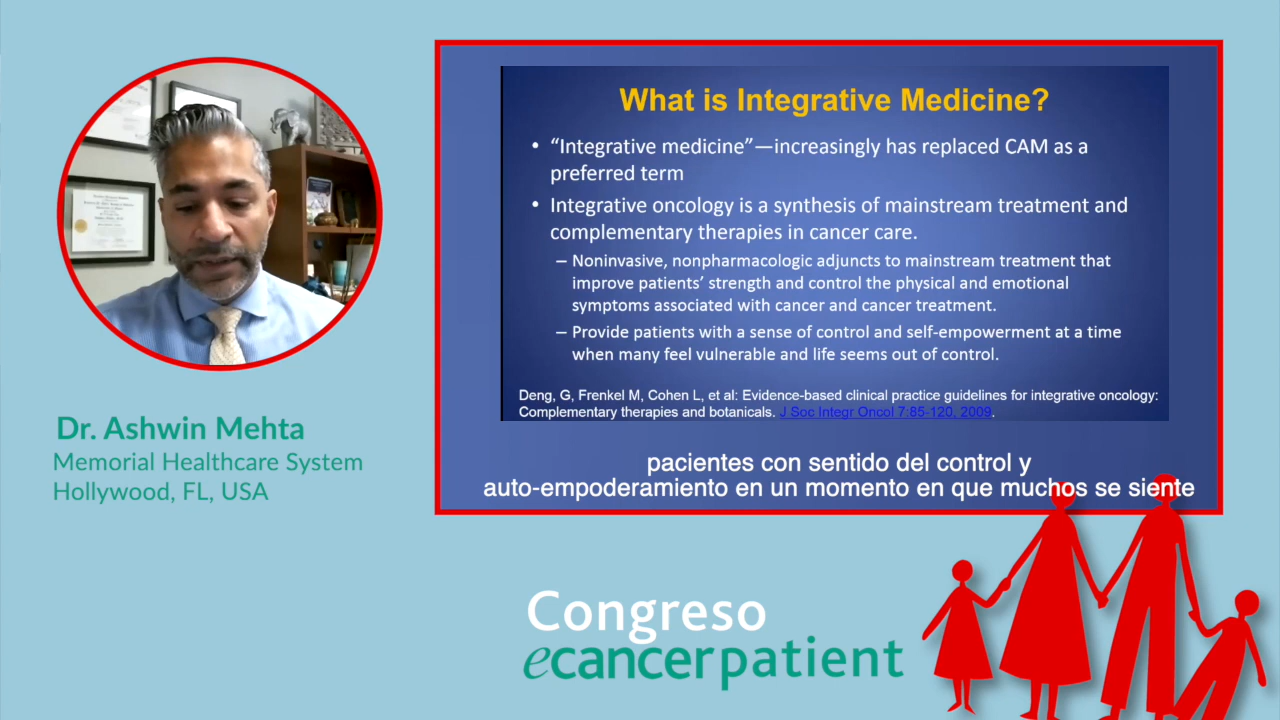 What is Integrative Medicine?
• “Integrative medicine”—increasingly has replaced CAM as a
preferred term
• Integrative oncology is a synthesis of mainstream treatment and
complementary therapies in cancer care.
– Noninvasive, nonpharmacologic adjuncts to mainstream treatment that
improve patients’ strength and control the physical and emotional
symptoms associated with cancer and cancer treatment.
– Provide patients with a sense of control and self-empowerment at a time
when many feel vulnerable and life seems out of control.
Deng, G, Frenkel M, Cohen L, et al: Evidence-based clinical practice guidelines for integrative oncology:
Complementary therapies and botanicals. J Soc Integr Oncol 7:85-120, 2009.
pacientes con sentido del control y
auto-empoderamiento en un momento en que muchos se siente
Dr. Ashwin Mehta
Memorial Healthcare System
Hollywood, FL, USA
Congreso
ecancerpatient